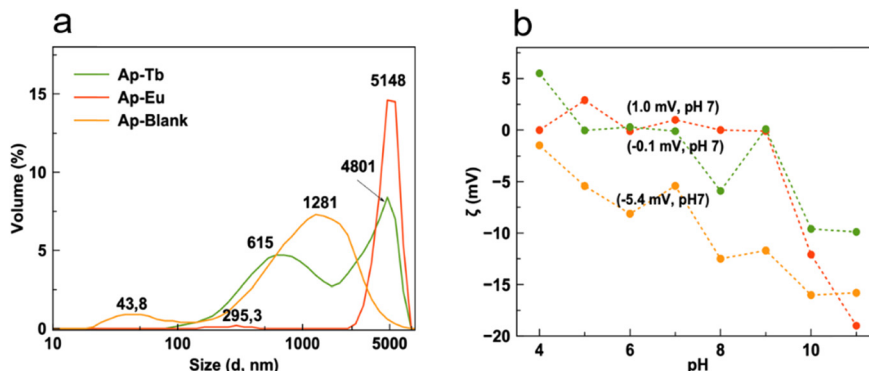 a
Volume (%)
15
10
5
0
10
100
1000
5000
Size (d, nm)
Ap-Tb
Ap-Eu
Ap-Blank
5148
4801
1281
615
43,8
295,3
b
ζ (mV)
5
0
−5
−10
−15
−20
4
6
8
10
pH
(1.0 mV, pH 7)
(-0.1 mV, pH 7)
(-5.4 mV, pH7)